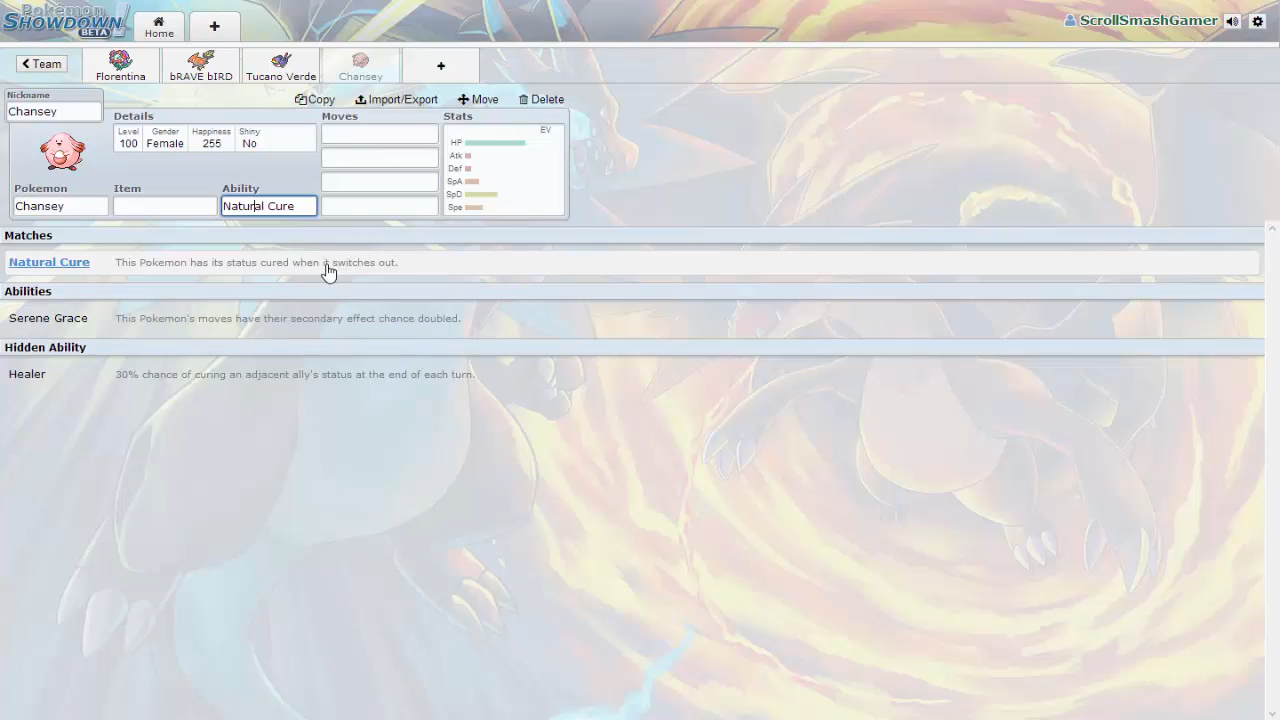 Pokémon
SHOWDOWN!
BETA
Home
+
ScrollSmashGamer
Team
Florentina
bRAVE bIRD
Tucano Verde
Chansey
+
Nickname
Chansey
Copy
Import/Export
Move
Delete
Details
Moves
Stats
Level
Gender
Happiness
Shiny
100
Female
255
No
EV
HP
Atk
Def
SpA
SpD
Spe
Pokemon
Item
Ability
Chansey
Natural Cure
Matches
Natural Cure
This Pokemon has its status cured when it switches out.
Abilities
Serene Grace
This Pokemon's moves have their secondary effect chance doubled.
Hidden Ability
Healer
30% chance of curing an adjacent ally's status at the end of each turn.